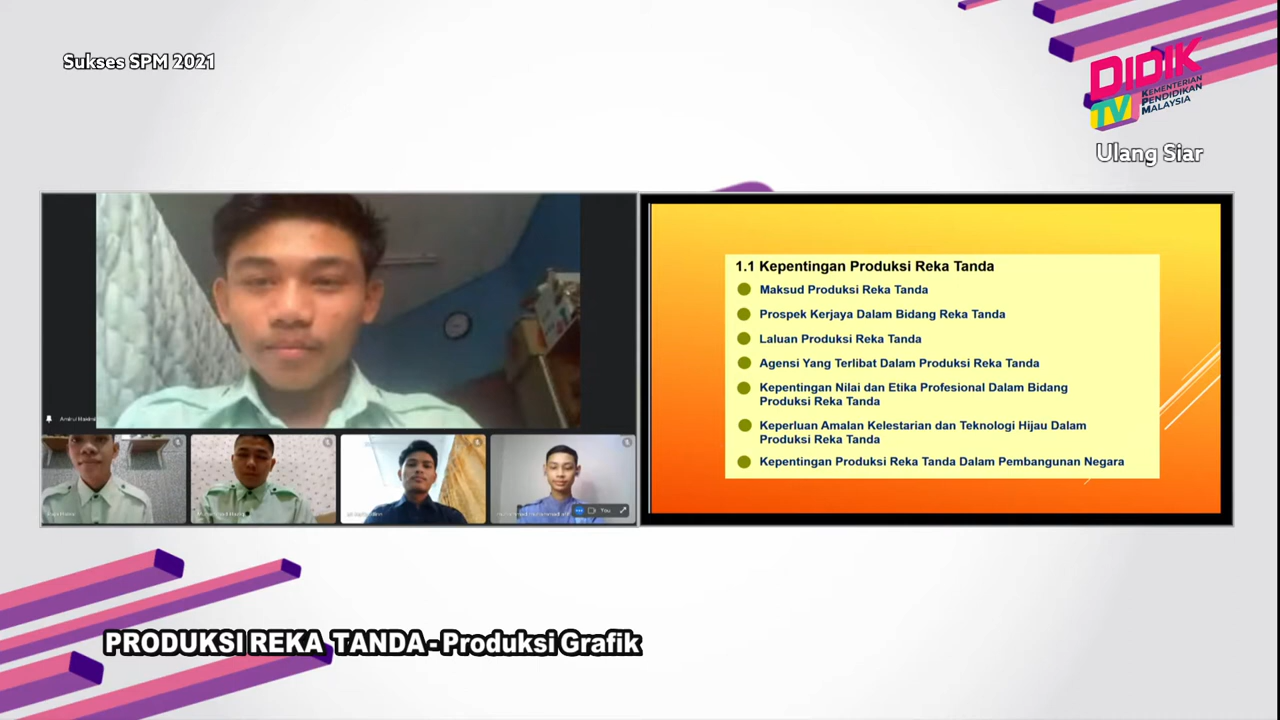 Sukses SPM 2021
DIDIK
TV
KEMENTERIAN
PENDIDIKAN
MALAYSIA
Ulang Siar
1.1 Kepentingan Produksi Reka Tanda
Maksud Produksi Reka Tanda
Prospek Kerjaya Dalam Bidang Reka Tanda
Laluan Produksi Reka Tanda
Agensi Yang Terlibat Dalam Produksi Reka Tanda
Kepentingan Nilai dan Etika Profesional Dalam Bidang
Produksi Reka Tanda
Keperluan Amalan Kelestarian dan Teknologi Hijau Dalam
Produksi Reka Tanda
Kepentingan Produksi Reka Tanda Dalam Pembangunan Negara
You
PRODUKSI REKA TANDA - Produksi Grafik